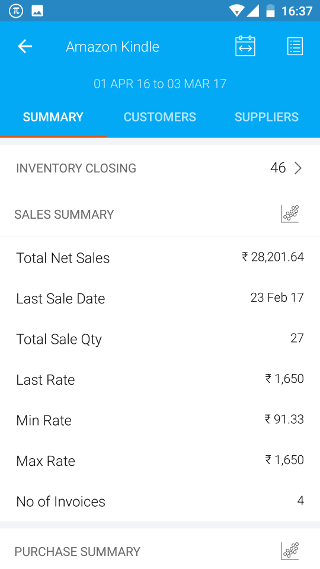 16:37
Amazon Kindle
01 APR 16 to 03 MAR 17
SUMMARY CUSTOMERS SUPPLIERS
INVENTORY CLOSING 46
SALES SUMMARY
Total Net Sales ₹ 28,201.64
Last Sale Date 23 Feb 17
Total Sale Qty 27
Last Rate ₹ 1,650
Min Rate ₹ 91.33
Max Rate ₹ 1,650
No of Invoices 4
PURCHASE SUMMARY